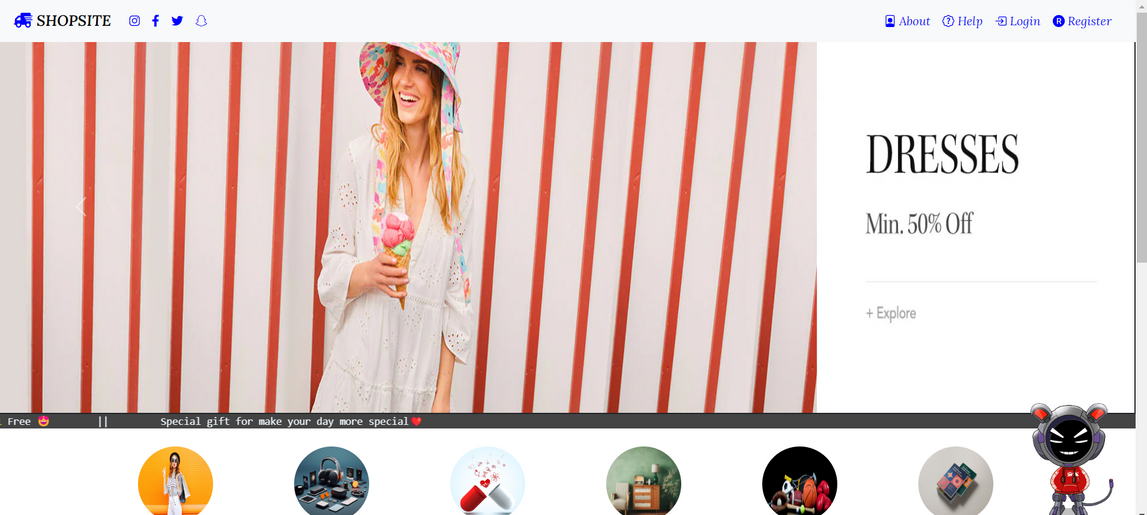 SHOPSITE
About
Help
Login
Register
DRESSES
Min. 50% Off
+ Explore
Free 😍 || Special gift for make your day more special❤️